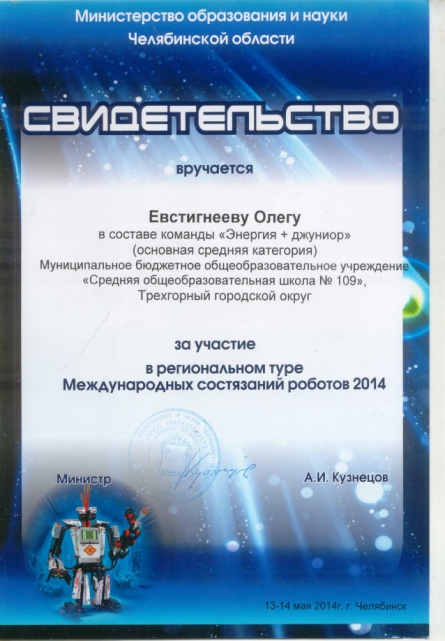 Министерство образования и науки
Челябинской области
СВИДЕТЕЛЬСТВО
вручается
Евстигнееву Олегу
в составе команды «Энергия + джуниор»
(основная средняя категория)
Муниципальное бюджетное общеобразовательное учреждение
«Средняя общеобразовательная школа № 109»,
Трехгорный городской округ
за участие
в региональном туре
Международных состязаний роботов 2014
Министр
А.И. Кузнецов
13-14 мая 2014г, г. Челябинск